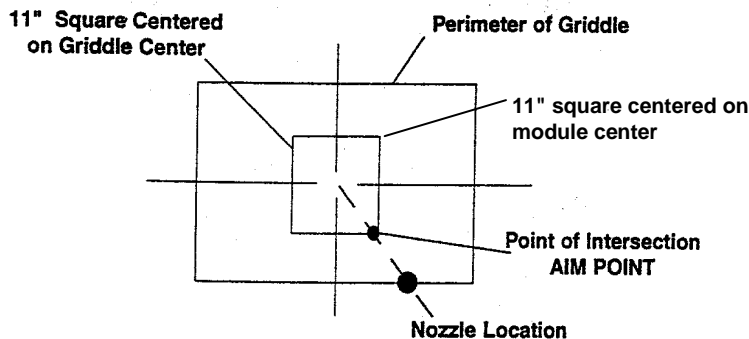 11" Square Centered
on Griddle Center
Perimeter of Griddle
11" square centered on
module center
Point of Intersection
AIM POINT
Nozzle Location